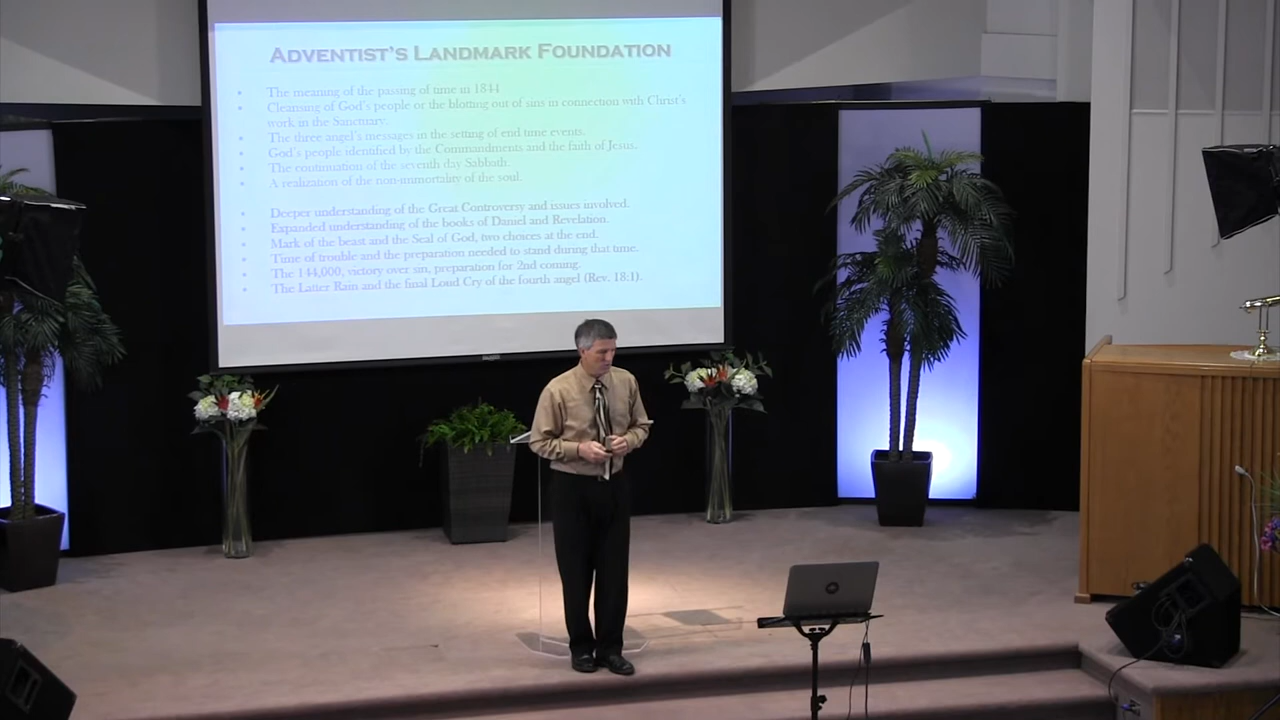 ADVENTIST'S LANDMARK FOUNDATION
• The meaning of the passing of time in 1844
• Cleansing of God's people or the blotting out of sins in connection with Christ's
work in the Sanctuary.
• The three angel's messages in the setting of end time events.
• God's people identified by the Commandments and the faith of Jesus.
• The continuation of the seventh day Sabbath.
• A realization of the non-immortality of the soul.
• Deeper understanding of the Great Controversy and issues involved.
• Expanded understanding of the books of Daniel and Revelation.
• Mark of the beast and the Seal of God, two choices at the end.
• Time of trouble and the preparation needed to stand during that time.
• The 144,000, victory over sin, preparation for 2nd coming.
• The Latter Rain and the final Loud Cry of the fourth angel (Rev. 18:1).